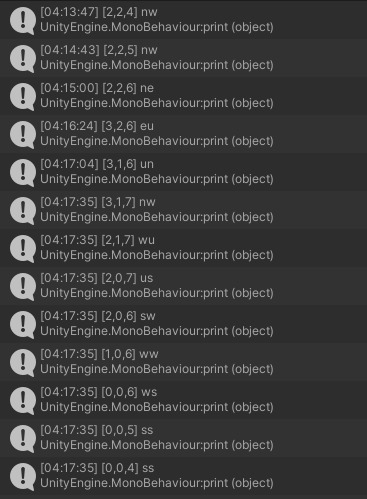 [04:13:47] [2,2,4] nw
UnityEngine.MonoBehaviour:print (object)
[04:14:43] [2,2,5] nw
UnityEngine.MonoBehaviour:print (object)
[04:15:00] [2,2,6] ne
UnityEngine.MonoBehaviour:print (object)
[04:16:24] [3,2,6] eu
UnityEngine.MonoBehaviour:print (object)
[04:17:04] [3,1,6] un
UnityEngine.MonoBehaviour:print (object)
[04:17:35] [3,1,7] nw
UnityEngine.MonoBehaviour:print (object)
[04:17:35] [2,1,7] wu
UnityEngine.MonoBehaviour:print (object)
[04:17:35] [2,0,7] us
UnityEngine.MonoBehaviour:print (object)
[04:17:35] [2,0,6] sw
UnityEngine.MonoBehaviour:print (object)
[04:17:35] [1,0,6] ww
UnityEngine.MonoBehaviour:print (object)
[04:17:35] [0,0,6] ws
UnityEngine.MonoBehaviour:print (object)
[04:17:35] [0,0,5] ss
UnityEngine.MonoBehaviour:print (object)
[04:17:35] [0,0,4] ss
UnityEngine.MonoBehaviour:print (object)